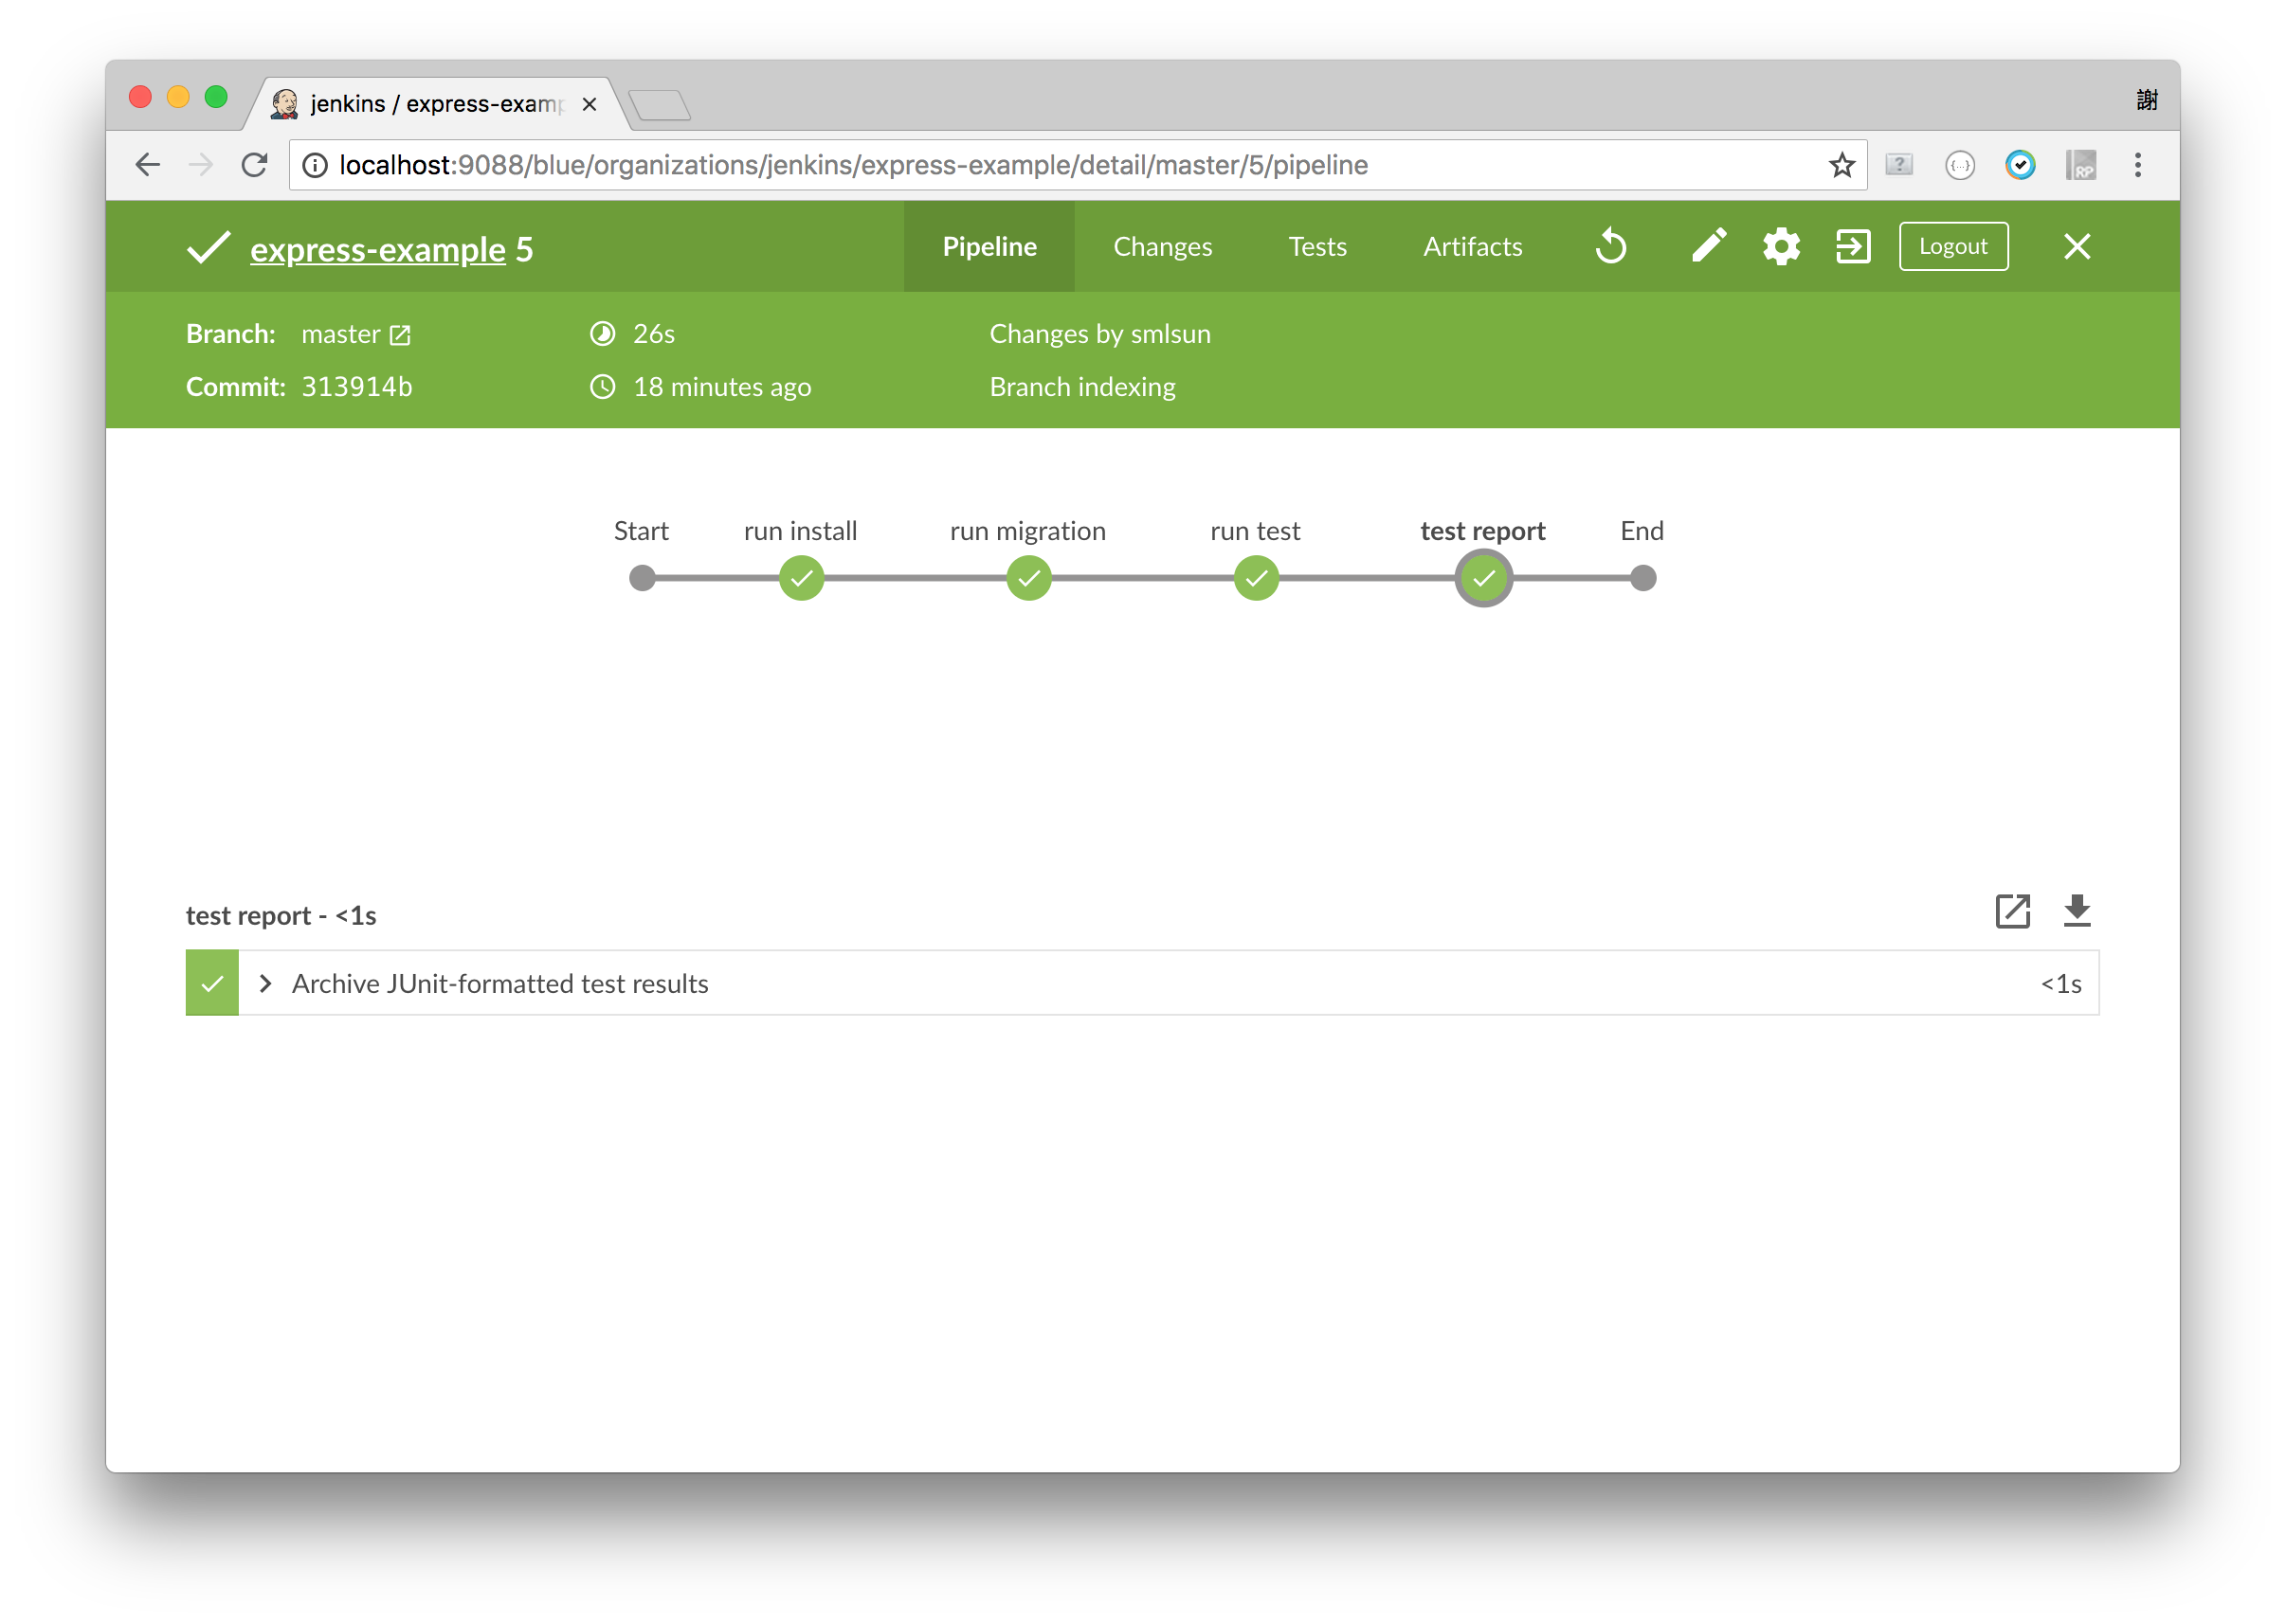 jenkins / express-examp
謝
localhost:9088/blue/organizations/jenkins/express-example/detail/master/5/pipeline
? {...} RP
express-example 5
Pipeline Changes Tests Artifacts Logout
Branch: master 26s Changes by smlsun
Commit: 313914b 18 minutes ago Branch indexing
Start run install run migration run test test report End
test report - <1s
Archive JUnit-formatted test results <1s